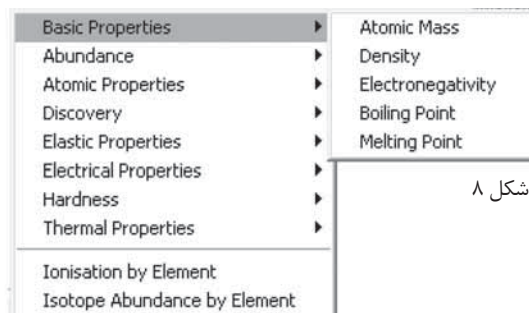 Basic Properties
Abundance
Atomic Properties
Discovery
Elastic Properties
Electrical Properties
Hardness
Thermal Properties
Ionisation by Element
Isotope Abundance by Element
Atomic Mass
Density
Electronegativity
Boiling Point
Melting Point
شکل ۸